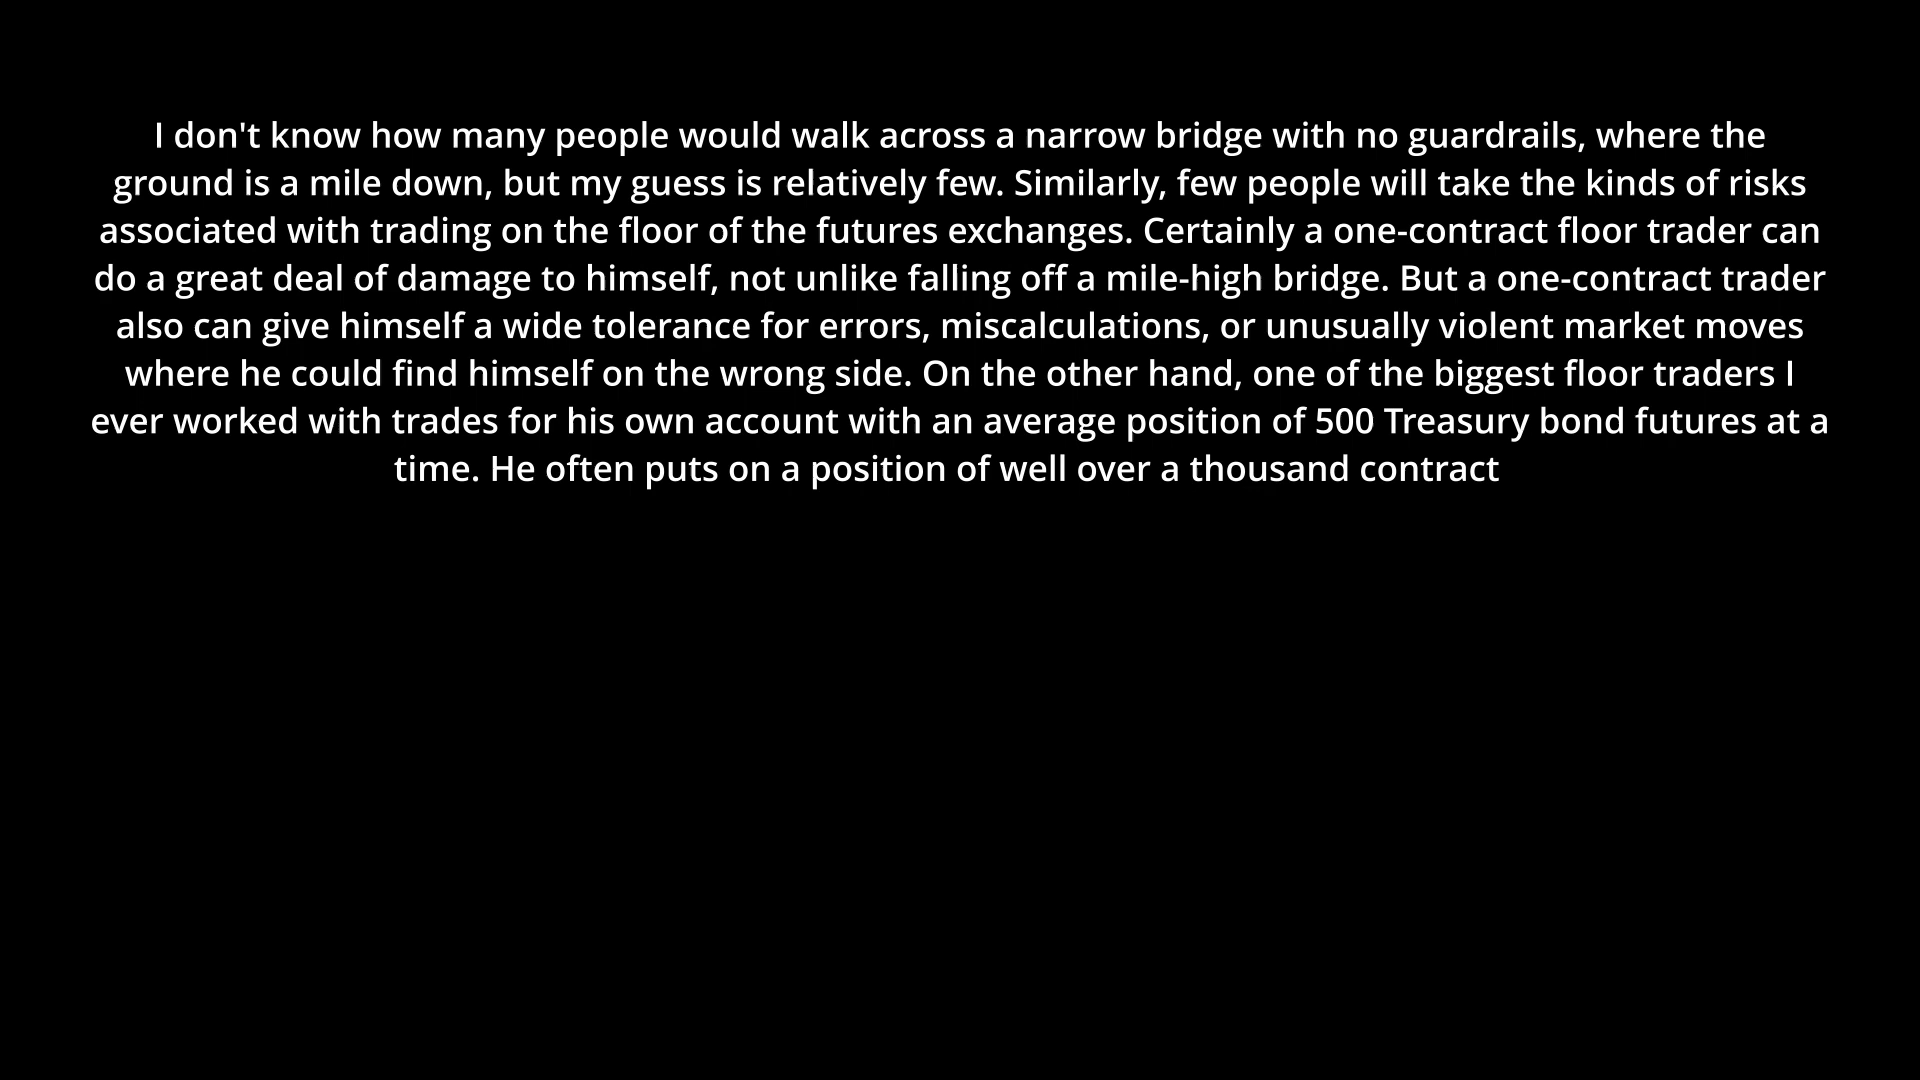 I don't know how many people would walk across a narrow bridge with no guardrails, where the
ground is a mile down, but my guess is relatively few. Similarly, few people will take the kinds of risks
associated with trading on the floor of the futures exchanges. Certainly a one-contract floor trader can
do a great deal of damage to himself, not unlike falling off a mile-high bridge. But a one-contract trader
also can give himself a wide tolerance for errors, miscalculations, or unusually violent market moves
where he could find himself on the wrong side. On the other hand, one of the biggest floor traders I
ever worked with trades for his own account with an average position of 500 Treasury bond futures at a
time. He often puts on a position of well over a thousand contract